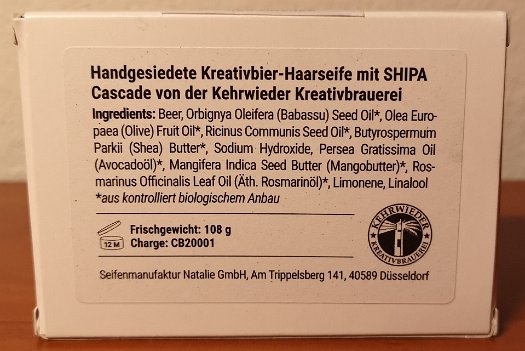 Handgesiedete Kreativbier-Haarseife mit SHIPA
Cascade von der Kehrwieder Kreativbrauerei
Ingredients: Beer, Orbignya Oleifera (Babassu) Seed Oil*, Olea Euro-
paea (Olive) Fruit Oil*, Ricinus Communis Seed Oil*, Butyrospermum
Parkii (Shea) Butter*, Sodium Hydroxide, Persea Gratissima Oil
(Avocadoöl)*, Mangifera Indica Seed Butter (Mangobutter)*, Ros-
marinus Officinalis Leaf Oil (Äth. Rosmarinöl)*, Limonene, Linalool
*aus kontrolliert biologischem Anbau
12 M
Frischgewicht: 108 g
Charge: CB20001
KEHRWIEDER
KREATIVBRAUEREI
Seifenmanufaktur Natalie GmbH, Am Trippelsberg 141, 40589 Düsseldorf